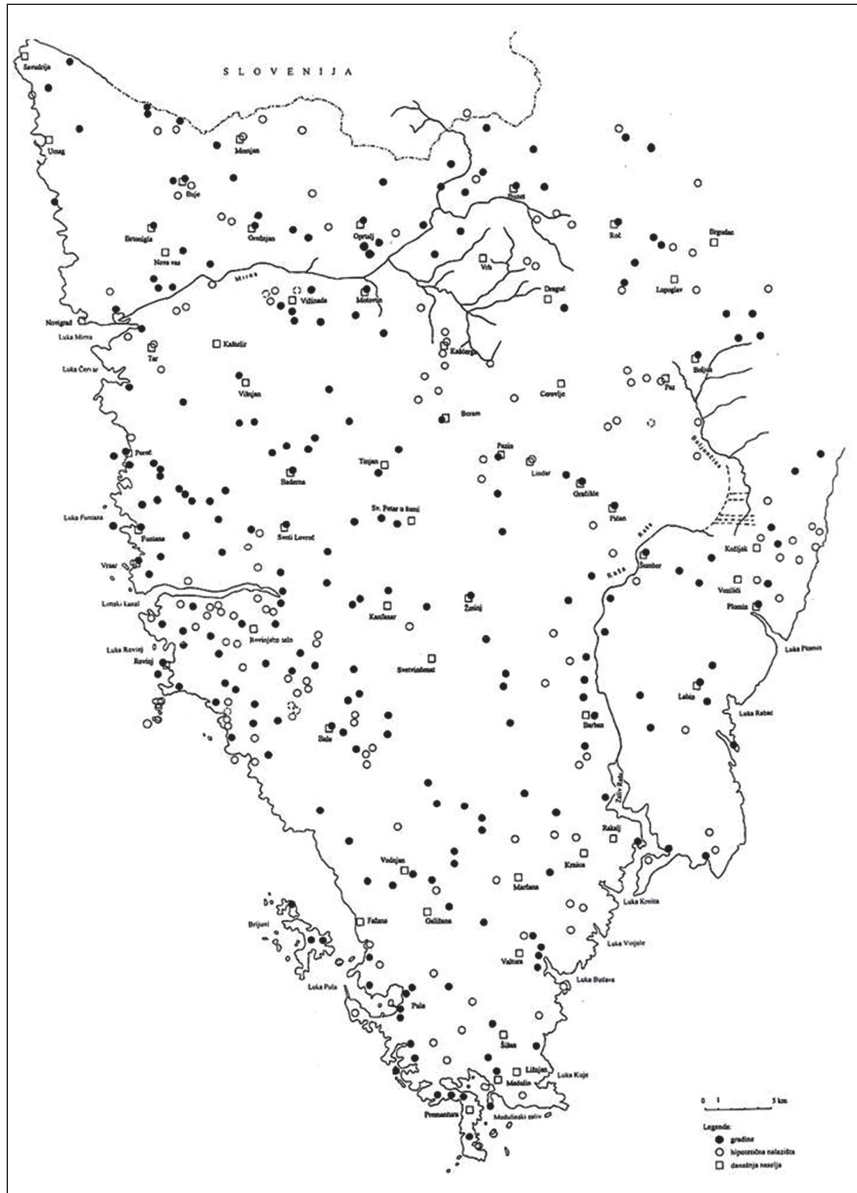 SLOVENIJA
Savudrija
Umag
Momjan
Buje
Buzet
Brtonigla
Grožnjan
Oprtalj
Roč
Brgudac
Nova vas
Vrh
Mirna
Lupoglav
Vižinada
Motovun
Draguć
Novigrad
Luka Mirna
Tar
Kaštelir
Kašćerga
Luka Červar
Boljun
Višnjan
Cerovlje
Paz
Beram
Boljunčica
Poreč
Pazin
Lindar
Tinjan
Baderna
Gračišće
Pićan
Luka Funtana
Funtana
Sveti Lovreč
Sv. Petar u šumi
Raša
Raša
Kožljak
Vrsar
Šumber
Vozilići
Limski kanal
Kanfanar
Žminj
Plomin
Rovinjsko selo
Luka Rovinj
Rovinj
Svetvinčenat
Luka Plomin
Labin
Luka Rabac
Bale
Barban
Zaliv Raša
Rakalj
Krnica
Vodnjan
Marčana
Luka Krnica
Brijuni
Fažana
Galižana
Luka Vinjole
Valtura
Luka Budava
Luka Pula
Pula
Šišan
Ližnjan
Medulin
Luka Kuje
Premantura
Medulinski zaliv
0 1 5 km
Legenda:
gradine
hipotetična nalazišta
današnja naselja